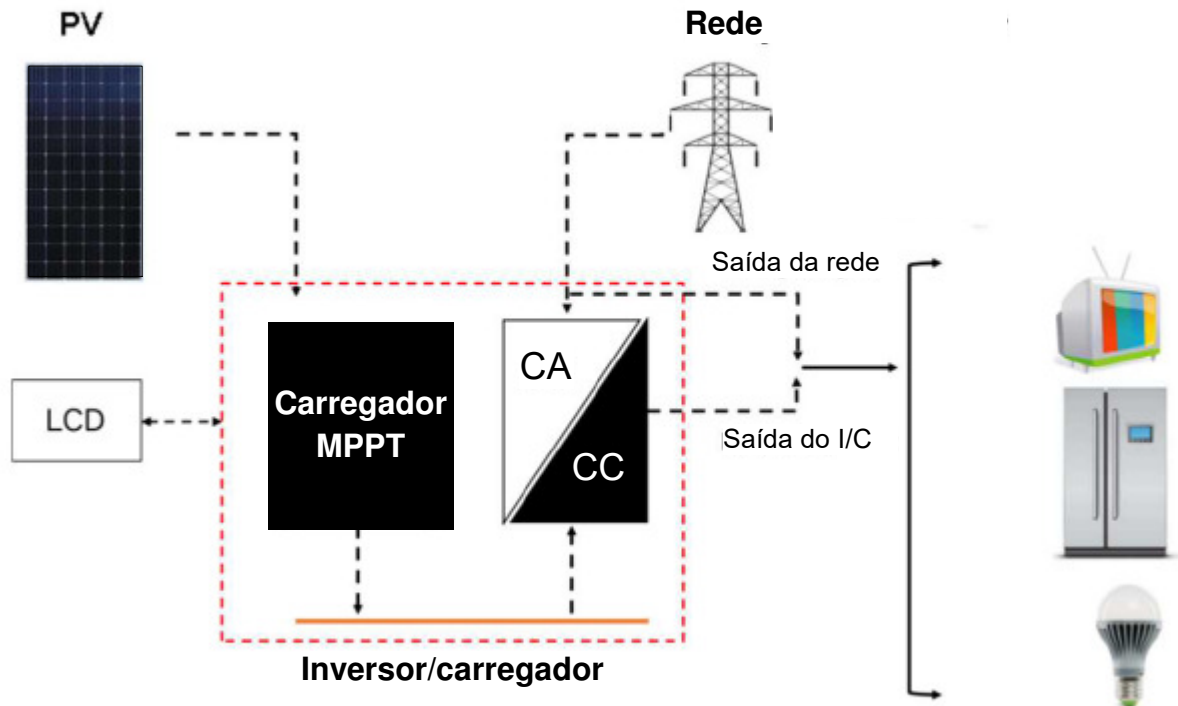 PV
Rede
Saída da rede
CA
Carregador
MPPT
LCD
Saída do I/C
CC
Inversor/carregador